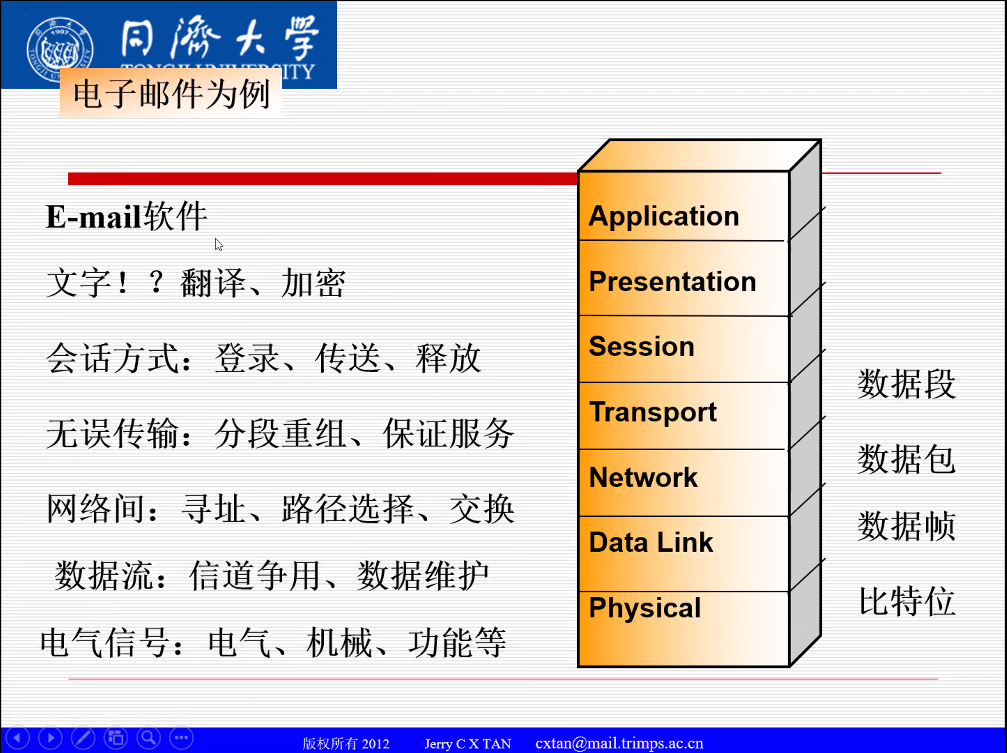 同濟大學
TONGJI UNIVERSITY
电子邮件为例
E-mail软件
文字！？翻译、加密
会话方式：登录、传送、释放
无误传输：分段重组、保证服务
网络间：寻址、路径选择、交换
数据流：信道争用、数据维护
电气信号：电气、机械、功能等
Application
Presentation
Session
Transport
Network
Data Link
Physical
数据段
数据包
数据帧
比特位
版权所有 2012 Jerry C X TAN cxtan@mail.trimps.ac.cn